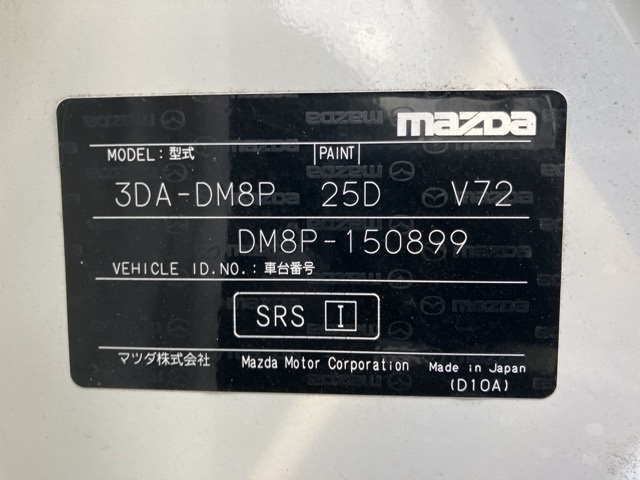 mazda
MODEL：型式 PAINT
3DA-DM8P 25D V72
DM8P-150899
VEHICLE ID.NO.：車台番号
SRS I
マツダ株式会社 Mazda Motor Corporation Made in Japan
(D10A)